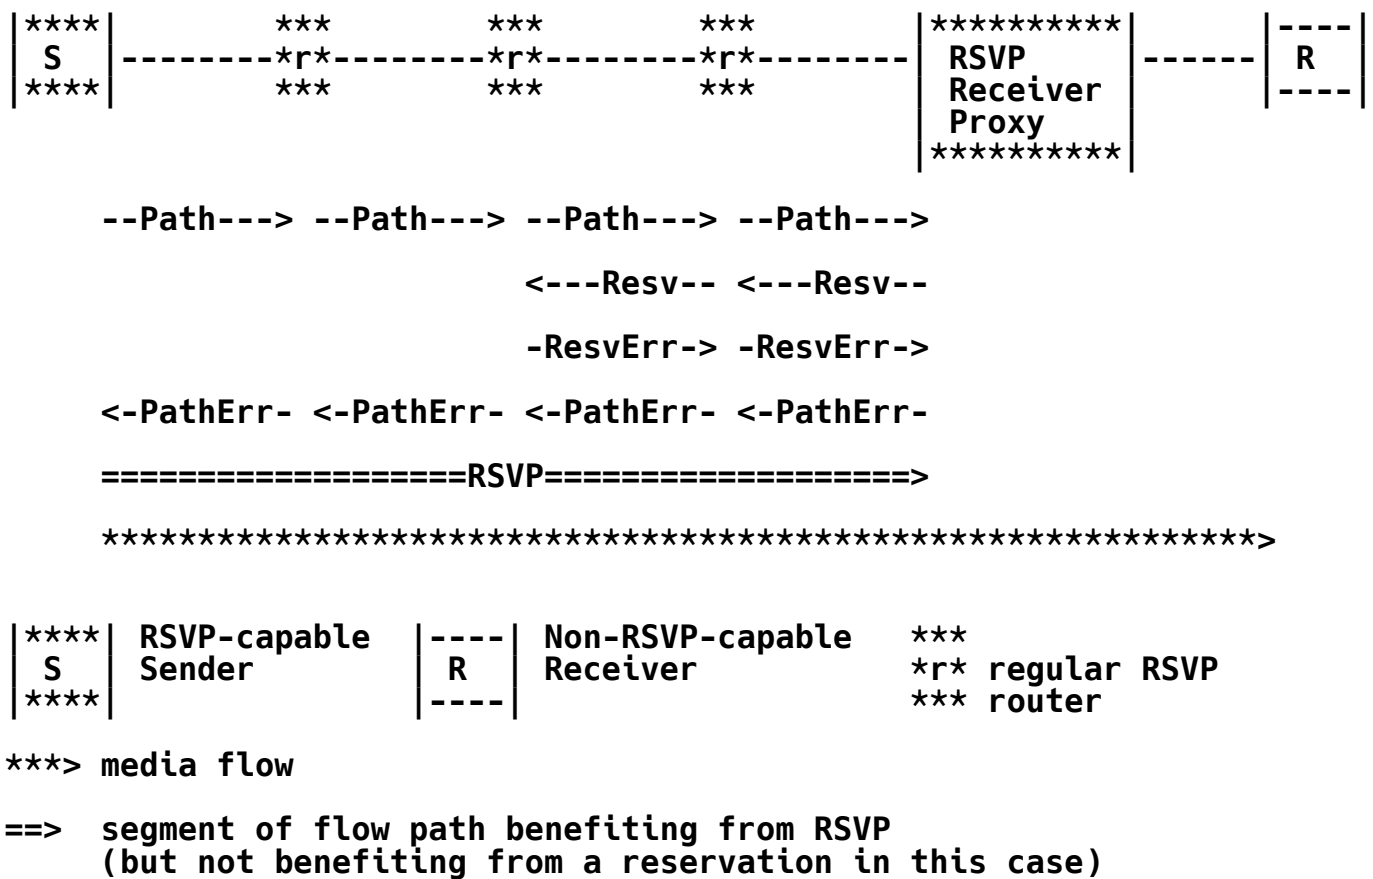 |****|        ***        ***        ***        |**********|      |----|
| S  |--------*r*--------*r*--------*r*--------| RSVP     |------| R  |
|****|        ***        ***        ***        | Receiver |      |----|
                                               | Proxy    |
                                               |**********|
     --Path---> --Path---> --Path---> --Path--->
                           <---Resv-- <---Resv--
                           -ResvErr-> -ResvErr->
     <-PathErr- <-PathErr- <-PathErr- <-PathErr-
     ===================RSVP===================>
     ************************************************************>
|****| RSVP-capable  |----| Non-RSVP-capable   ***
| S  | Sender        | R  | Receiver           *r* regular RSVP
|****|               |----|                    *** router
***> media flow
==>  segment of flow path benefiting from RSVP
     (but not benefiting from a reservation in this case)